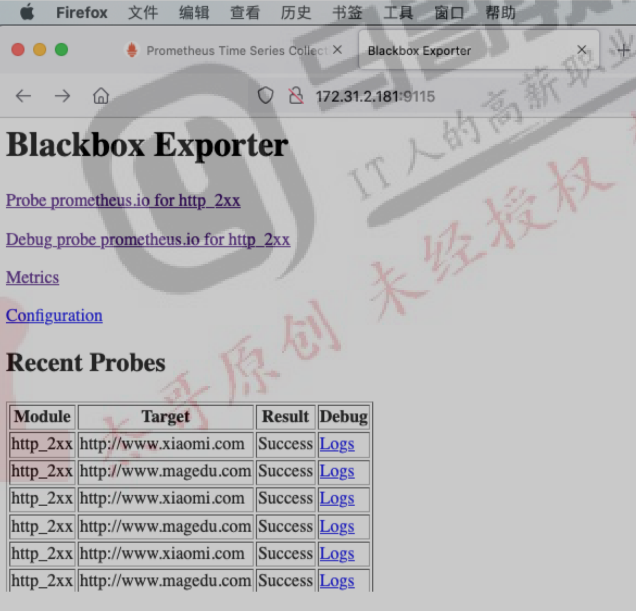 Firefox 文件 编辑 查看 历史 书签 工具 窗口 帮助
Prometheus Time Series Collect
Blackbox Exporter
172.31.2.181:9115
Blackbox Exporter
Probe prometheus.io for http_2xx
Debug probe prometheus.io for http_2xx
Metrics
Configuration
Recent Probes
Module Target Result Debug
http_2xx http://www.xiaomi.com Success Logs
http_2xx http://www.magedu.com Success Logs
http_2xx http://www.xiaomi.com Success Logs
http_2xx http://www.magedu.com Success Logs
http_2xx http://www.xiaomi.com Success Logs
http_2xx http://www.magedu.com Success Logs
IT人的高薪职业
杰哥原创 未经授权